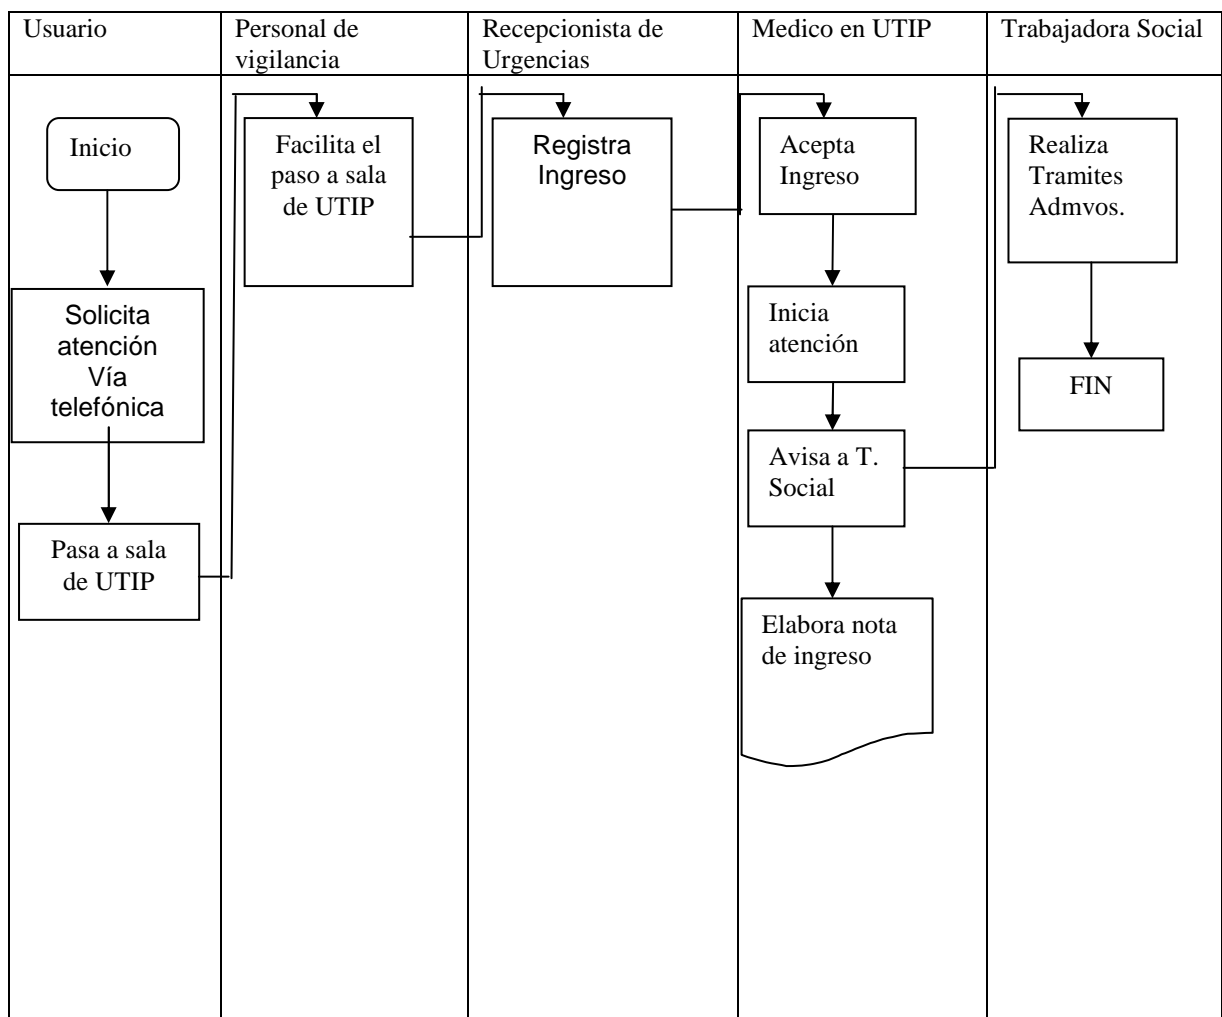 Usuario
Personal de
vigilancia
Recepcionista de
Urgencias
Medico en UTIP
Trabajadora Social
Inicio
Solicita
atención
Vía
telefónica
Pasa a sala
de UTIP
Facilita el
paso a sala
de UTIP
Registra
Ingreso
Acepta
Ingreso
Inicia
atención
Avisa a T.
Social
Elabora nota
de ingreso
Realiza
Tramites
Admvos.
FIN